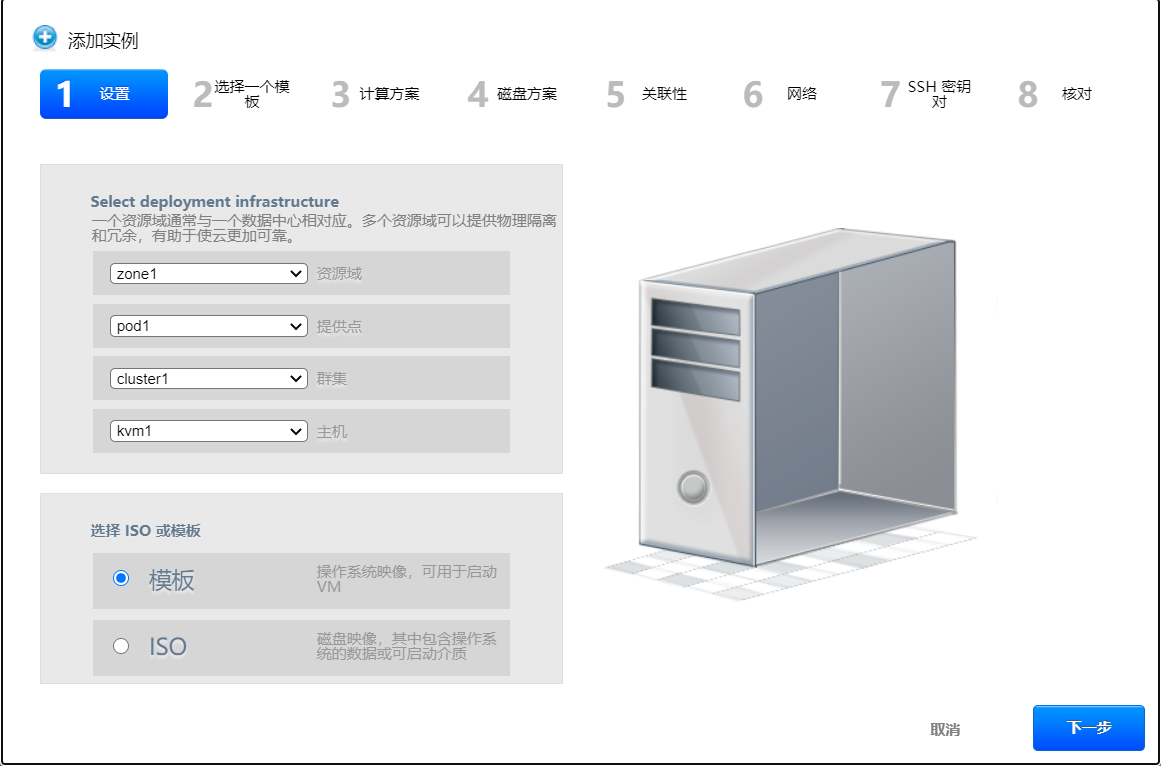 添加实例
1 设置
2 选择一个模
板
3 计算方案
4 磁盘方案
5 关联性
6 网络
7 SSH 密钥
对
8 核对
Select deployment infrastructure
一个资源域通常与一个数据中心相对应。多个资源域可以提供物理隔离
和冗余，有助于使云更加可靠。
zone1 资源域
pod1 提供点
cluster1 群集
kvm1 主机
选择 ISO 或模板
模板
操作系统映像，可用于启动
VM
ISO
磁盘映像，其中包含操作系
统的数据或可启动介质
取消
下一步